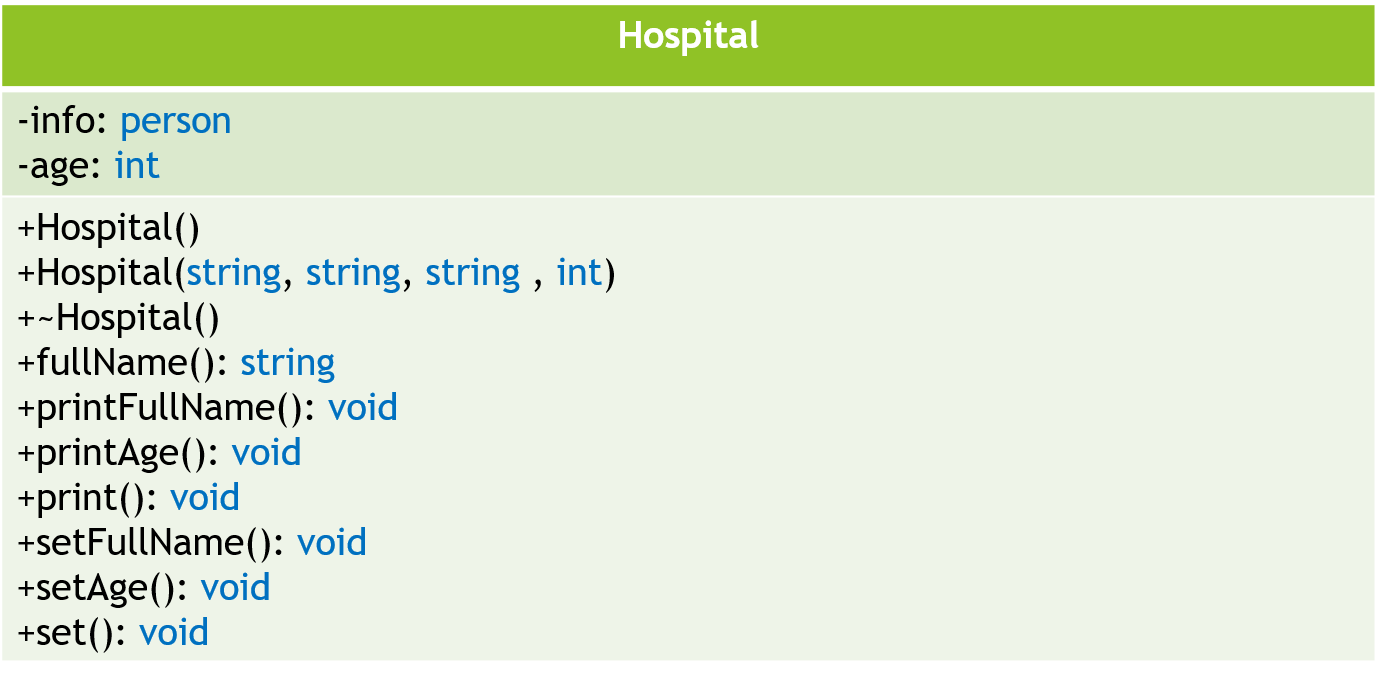 Hospital
-info: person
-age: int
+Hospital()
+Hospital(string, string, string , int)
+~Hospital()
+fullName(): string
+printFullName(): void
+printAge(): void
+print(): void
+setFullName(): void
+setAge(): void
+set(): void